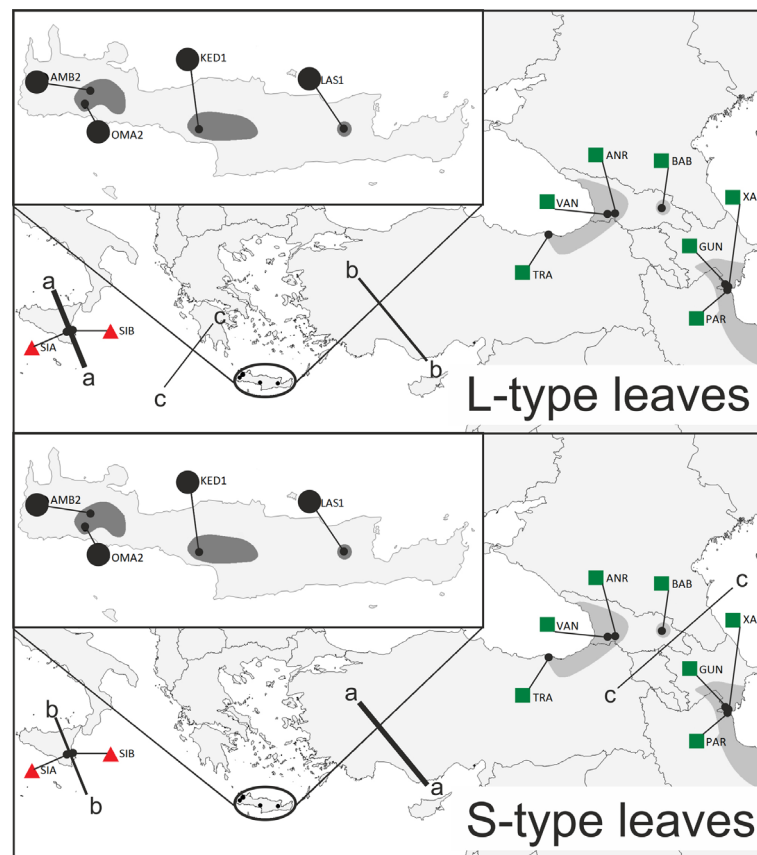 KED1
AMB2
LAS1
OMA2
ANR
BAB
XA
VAN
GUN
TRA
PAR
a
SIB
SIA
a
b
b
c
c
L-type leaves
KED1
AMB2
LAS1
OMA2
ANR
BAB
c
XA
VAN
GUN
TRA
c
PAR
b
SIB
SIA
b
a
a
S-type leaves